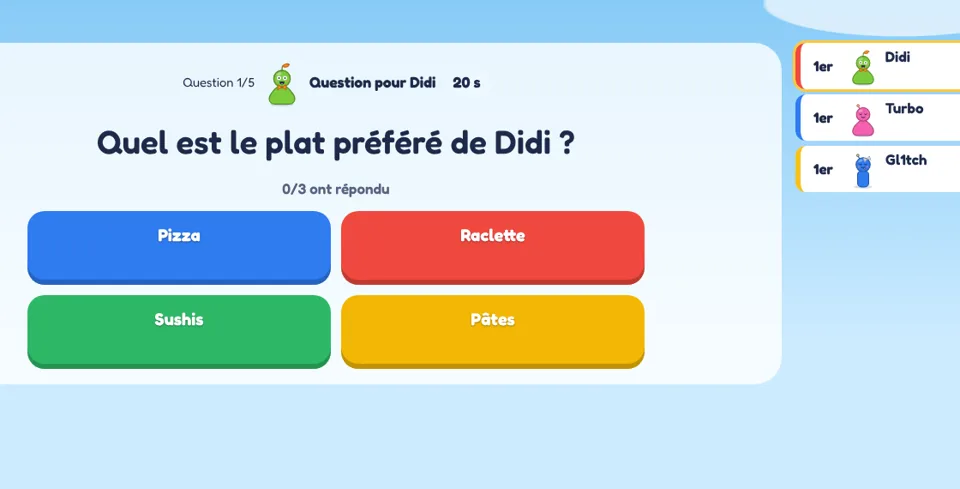 Question 1/5
Question pour Didi
20 s
Quel est le plat préféré de Didi ?
0/3 ont répondu
Pizza
Raclette
Sushis
Pâtes
1er
Didi
1er
Turbo
1er
Gl1tch